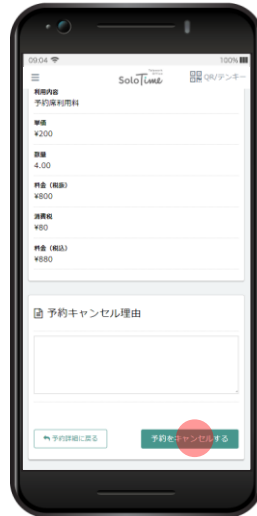 09:04 100%
SoloTime QR/テンキー
利用内容
予約席利用料
単価
¥200
数量
4.00
料金（税抜）
¥800
消費税
¥80
料金（税込）
¥880
予約キャンセル理由
予約詳細に戻る 予約をキャンセルする